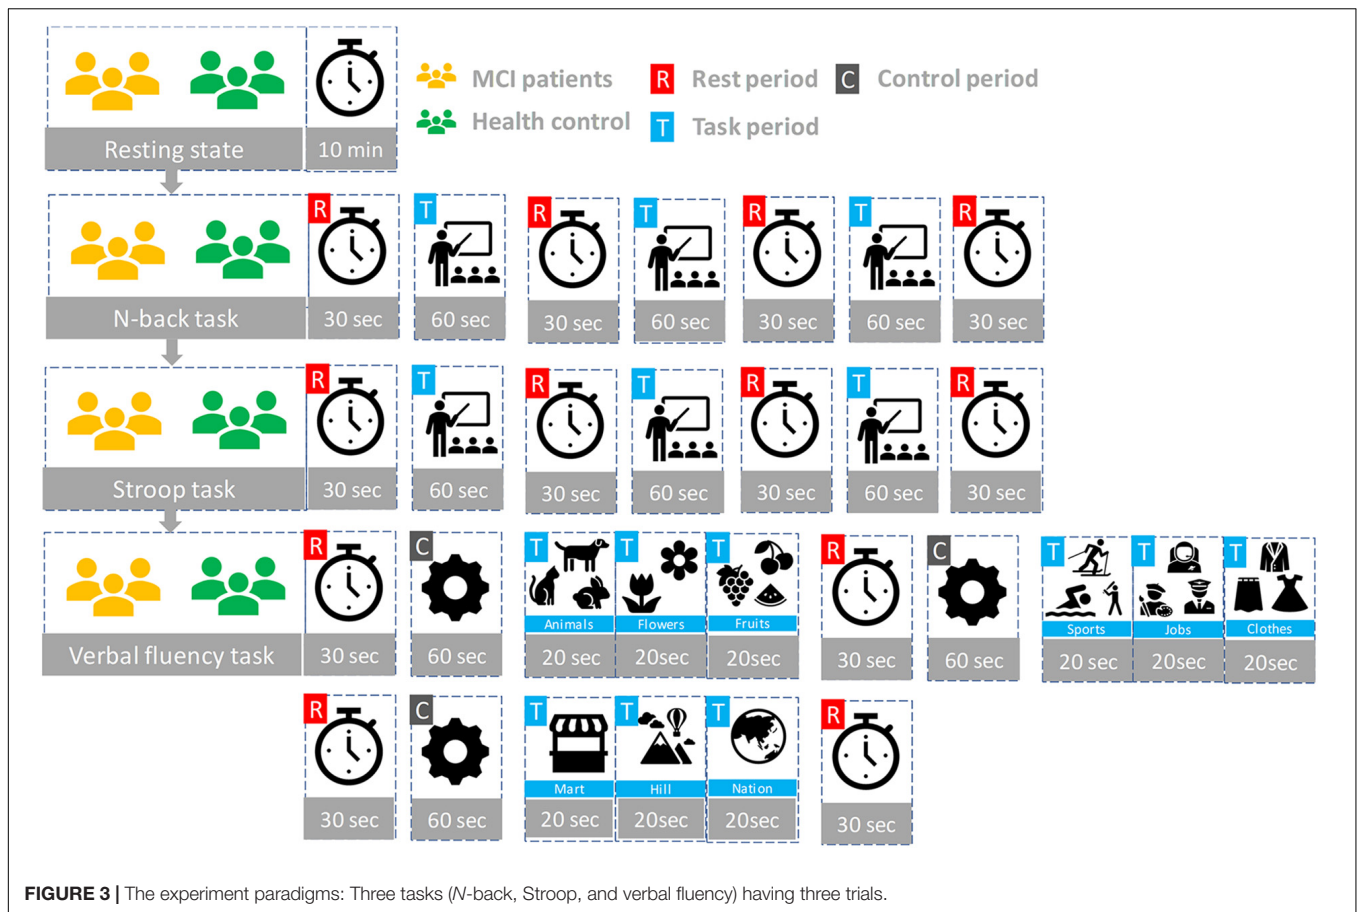 MCI patients
R Rest period
C Control period
Health control
T Task period
Resting state
10 min
R T R T R T R
N-back task
30 sec 60 sec 30 sec 60 sec 30 sec 60 sec 30 sec
R T R T R T R
Stroop task
30 sec 60 sec 30 sec 60 sec 30 sec 60 sec 30 sec
R C T T T R C T T T
Animals Flowers Fruits Sports Jobs Clothes
Verbal fluency task
30 sec 60 sec 20 sec 20sec 20sec 30 sec 60 sec 20 sec 20sec 20sec
R C T T T R
Mart Hill Nation
30 sec 60 sec 20 sec 20sec 20sec 30 sec
FIGURE 3 | The experiment paradigms: Three tasks (N-back, Stroop, and verbal fluency) having three trials.